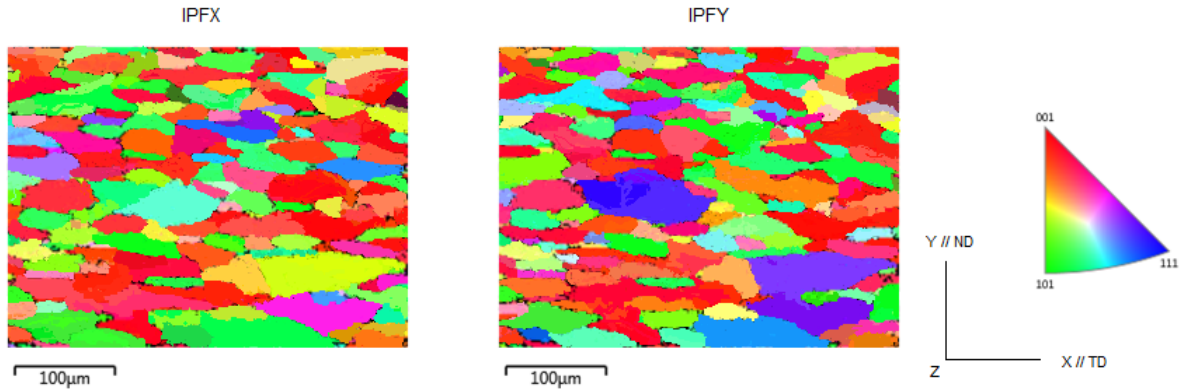 IPFX
IPFY
001
Y // ND
101
111
Z
X // TD
100µm
100µm